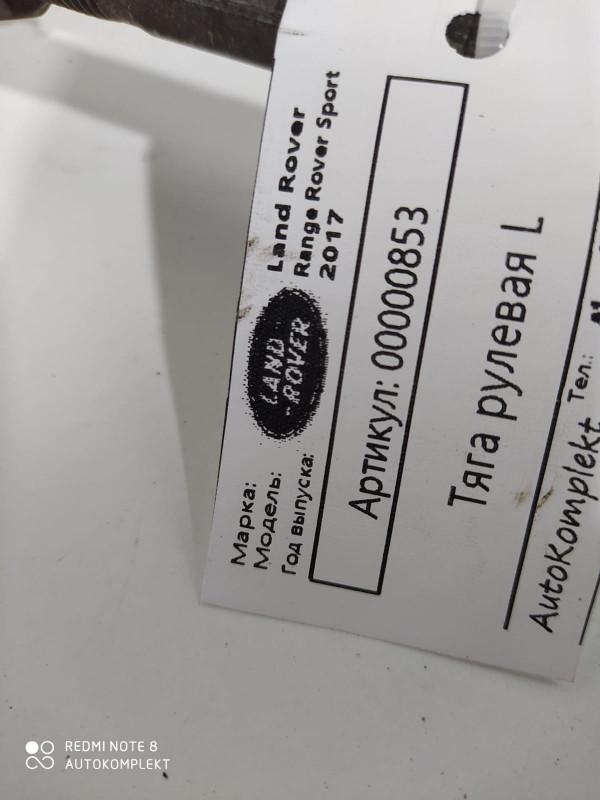 Марка: Land Rover
Модель: Range Rover Sport
Год выпуска: 2017
LAND
-ROVER
Артикул: 00000853
Тяга рулевая L
AutoKomplekt Тел.:
REDMI NOTE 8
AUTOKOMPLEKT